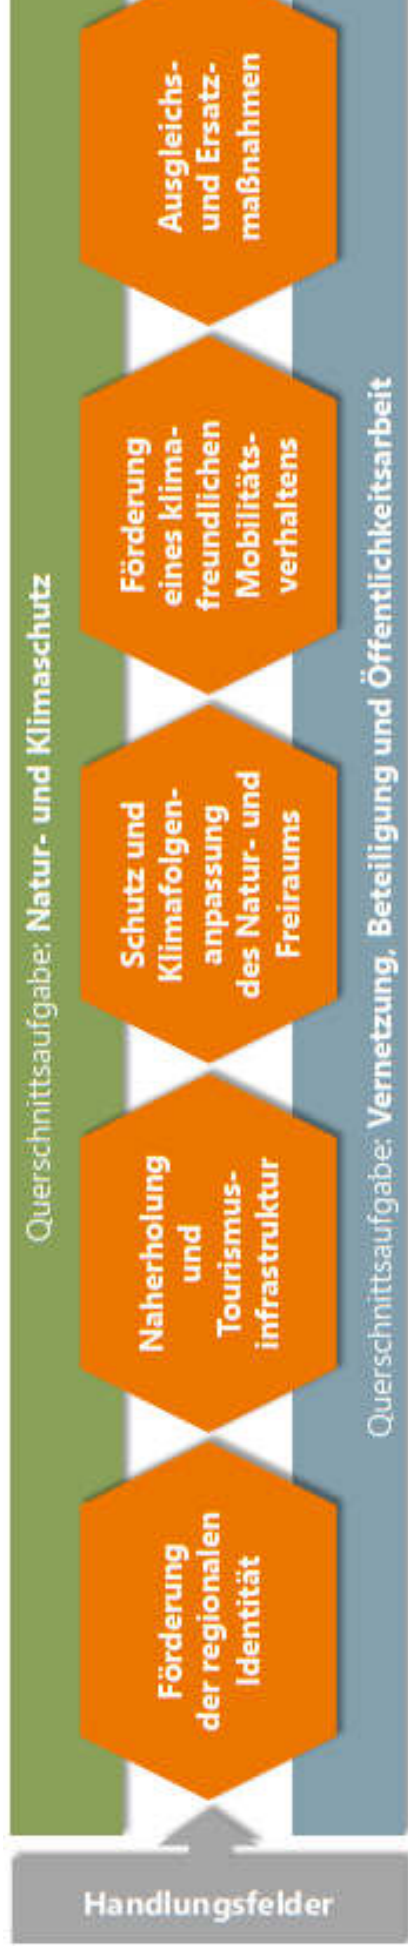 Handlungsfelder
Querschnittsaufgabe: Natur- und Klimaschutz
Förderung
der regionalen
Identität
Naherholung
und
Tourismus-
infrastruktur
Schutz und
Klimafolgen-
anpassung
des Natur- und
Freiraums
Förderung
eines klima-
freundlichen
Mobilitäts-
verhaltens
Ausgleichs-
und Ersatz-
maßnahmen
Querschnittsaufgabe: Vernetzung, Beteiligung und Öffentlichkeitsarbeit